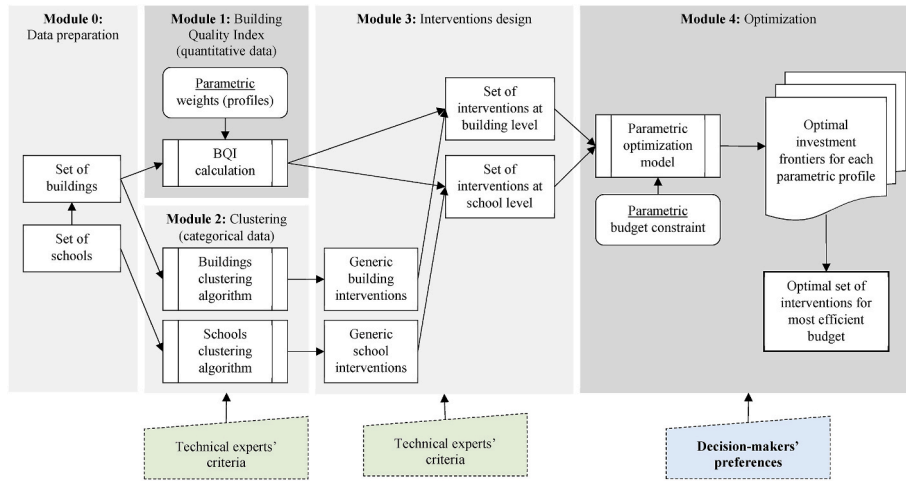 Module 0:
Data preparation
Set of
buildings
Set of
schools
Module 1: Building
Quality Index
(quantitative data)
Parametric
weights (profiles)
BQI
calculation
Module 2: Clustering
(categorical data)
Buildings
clustering
algorithm
Schools
clustering
algorithm
Module 3: Interventions design
Set of
interventions at
building level
Set of
interventions at
school level
Generic
building
interventions
Generic
school
interventions
Module 4: Optimization
Parametric
optimization
model
Parametric
budget constraint
Optimal
investment
frontiers for each
parametric profile
Optimal set of
interventions for
most efficient
budget
Technical experts’
criteria
Technical experts’
criteria
Decision-makers’
preferences